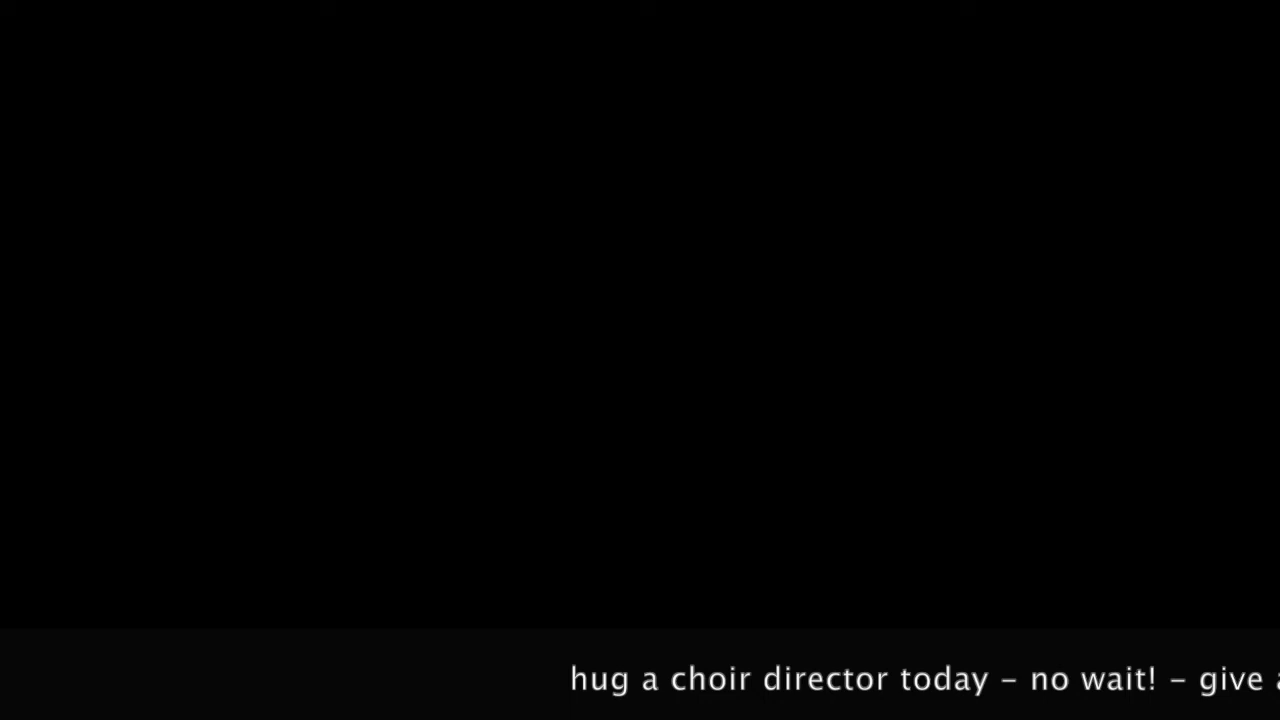 hug a choir director today – no wait! – give